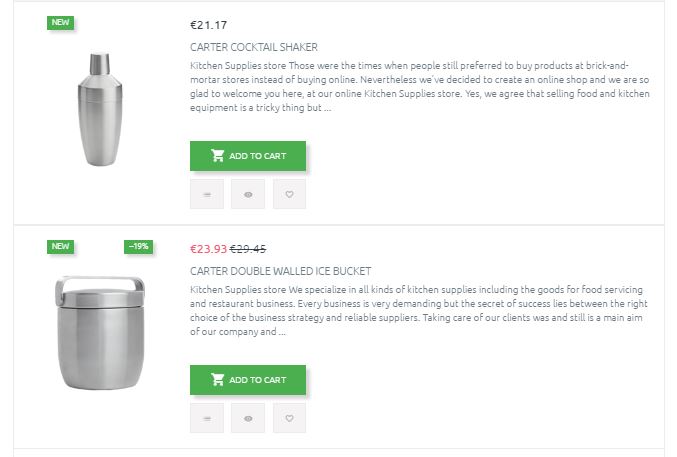 NEW
€21.17
CARTER COCKTAIL SHAKER
Kitchen Supplies store Those were the times when people still preferred to buy products at brick-and-
mortar stores instead of buying online. Nevertheless we've decided to create an online shop and we are so
glad to welcome you here, at our online Kitchen Supplies store. Yes, we agree that selling food and kitchen
equipment is a tricky thing but ...
ADD TO CART
NEW
–19%
€23.93 €29.45
CARTER DOUBLE WALLED ICE BUCKET
Kitchen Supplies store We specialize in all kinds of kitchen supplies including the goods for food servicing
and restaurant business. Every business is very demanding but the secret of success lies between the right
choice of the business strategy and reliable suppliers. Taking care of our clients was and still is a main aim
of our company and ...
ADD TO CART